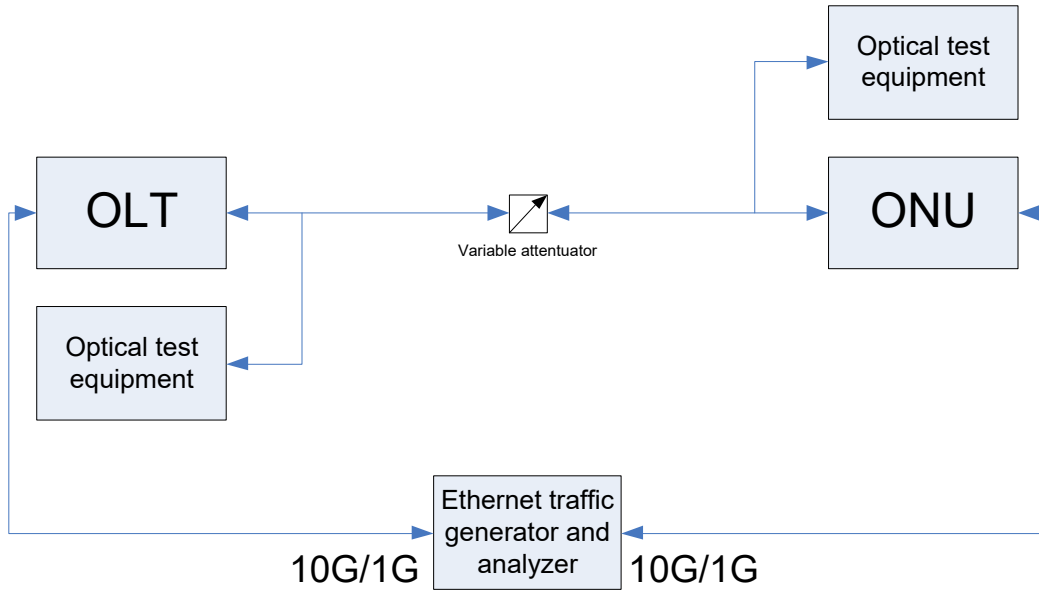 Optical test
equipment
OLT
ONU
Variable attentuator
Optical test
equipment
Ethernet traffic
generator and
analyzer
10G/1G
10G/1G